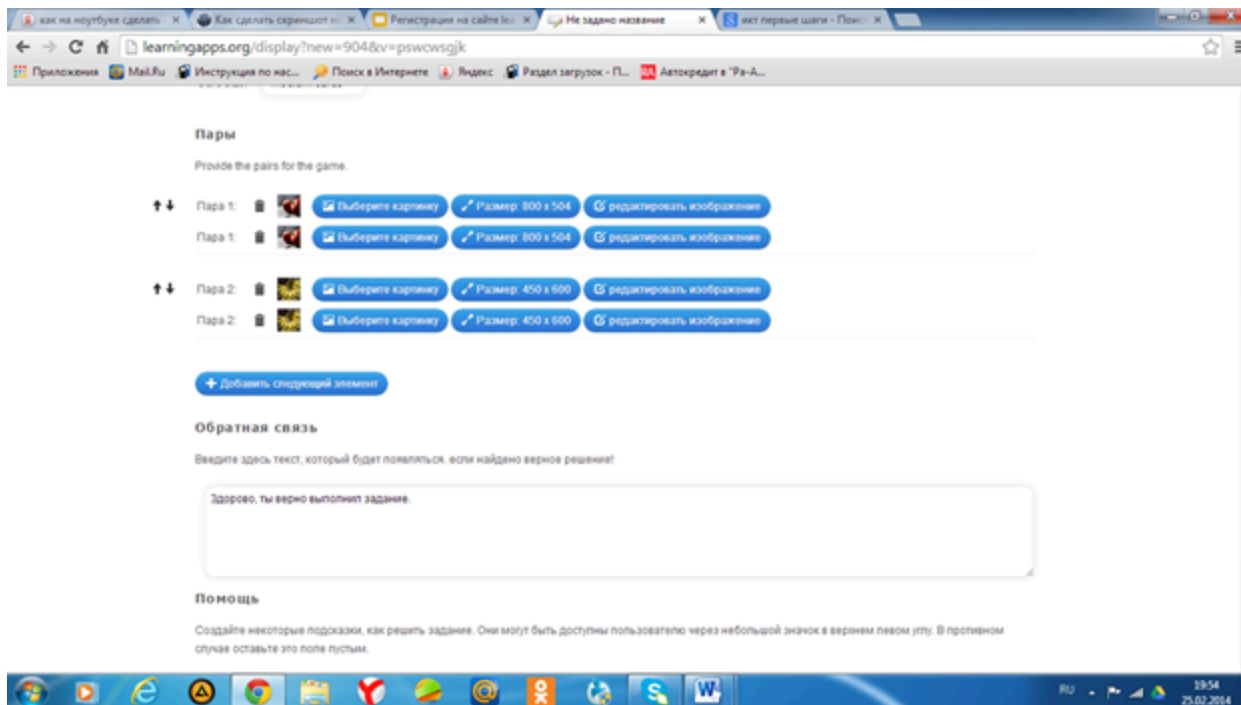 как на ноутбуке сделать
Как сделать скриншот н
Регистрация на сайте le
Не задано название
икт первые шаги - Поис
learningapps.org/display?new=904&v=pswcwsgjk
Приложения
Mail.Ru
Инструкция по нас...
Поиск в Интернете
Яндекс
Раздел загрузок - П...
Автокредит в "Ра-А...
Пары
Provide the pairs for the game.
Пара 1: Выберите картинку Размер: 800 x 504 редактировать изображение
Пара 1: Выберите картинку Размер: 800 x 504 редактировать изображение
Пара 2: Выберите картинку Размер: 450 x 600 редактировать изображение
Пара 2: Выберите картинку Размер: 450 x 600 редактировать изображение
Добавить следующий элемент
Обратная связь
Введите здесь текст, который будет появляться, если найдено верное решение!
Здорово, ты верно выполнил задание.
Помощь
Создайте некоторые подсказки, как решить задание. Они могут быть доступны пользователю через небольшой значок в верхнем левом углу. В противном
случае оставьте это поле пустым.
RU
19:54
25.02.2014